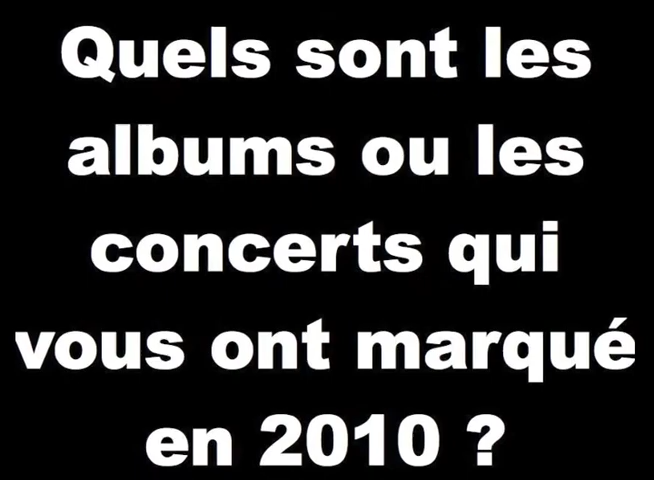 Quels sont les
albums ou les
concerts qui
vous ont marqué
en 2010 ?